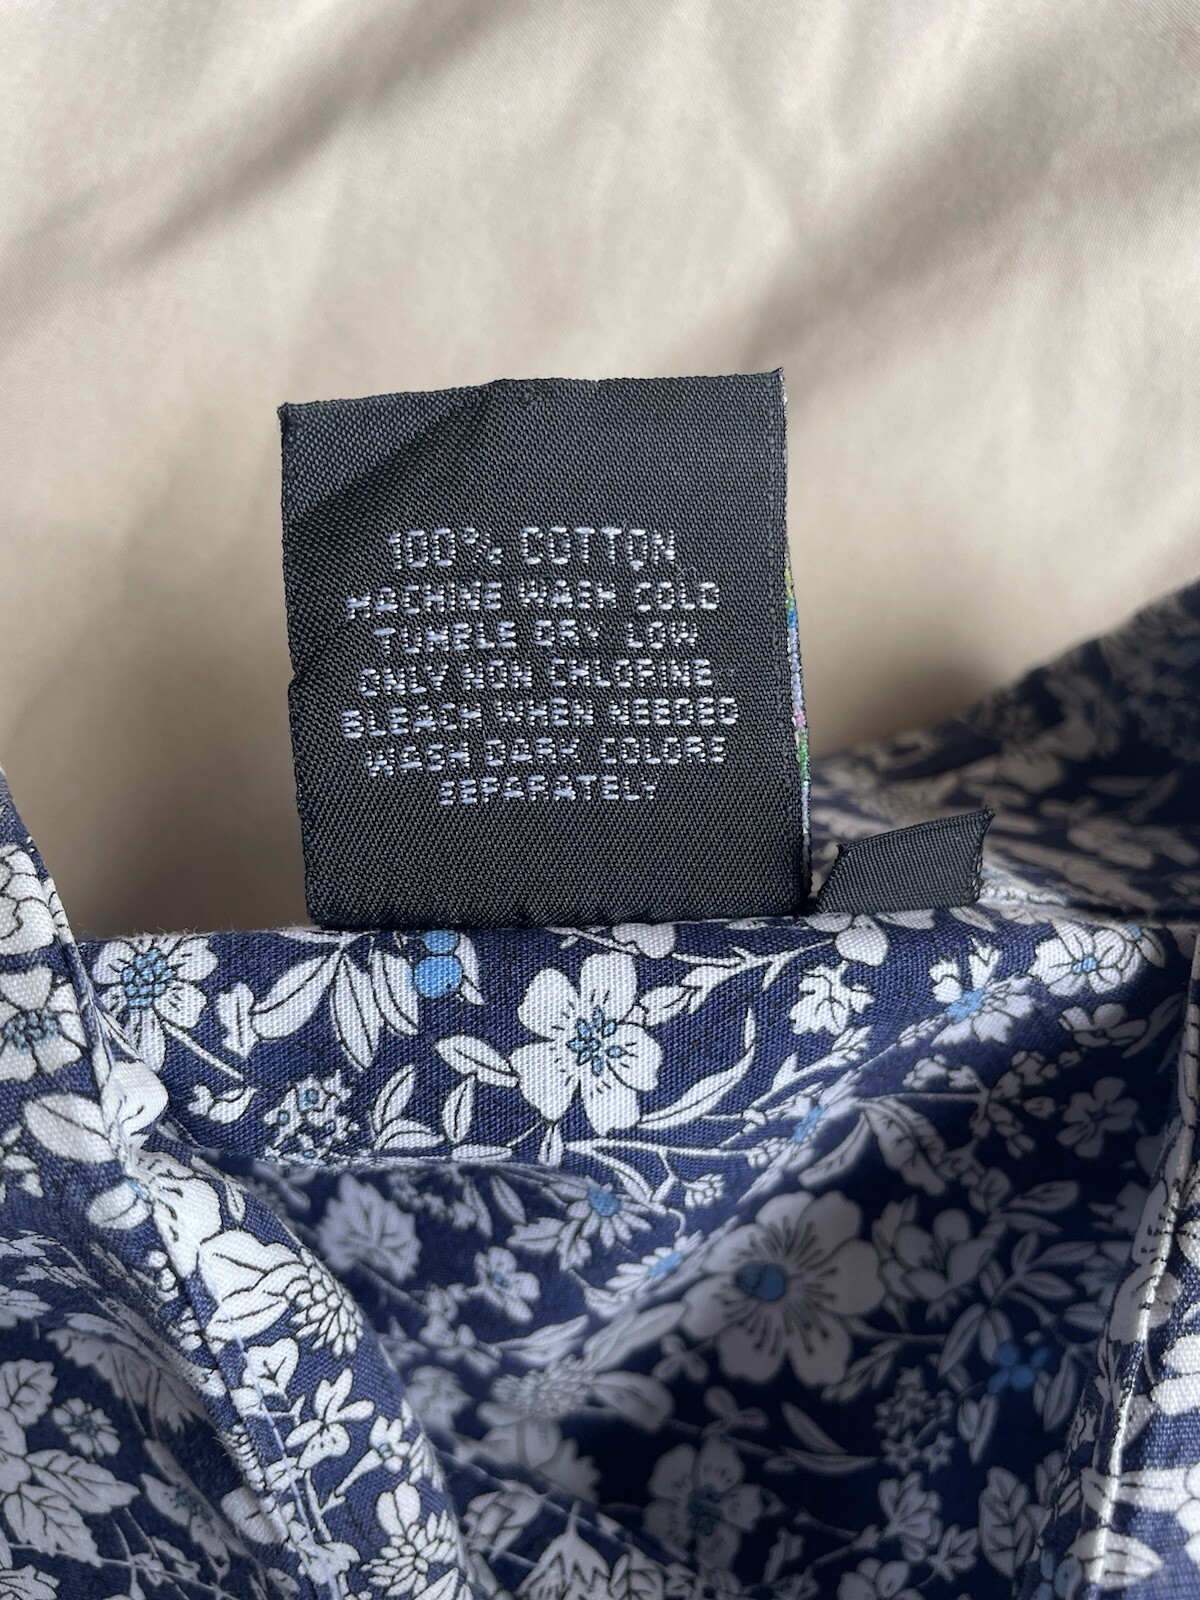 100% COTTON
MACHINE WASH COLD
TUMBLE DRY LOW
ONLY NON CHLORINE
BLEACH WHEN NEEDED
WASH DARK COLORS
SEPARATELY